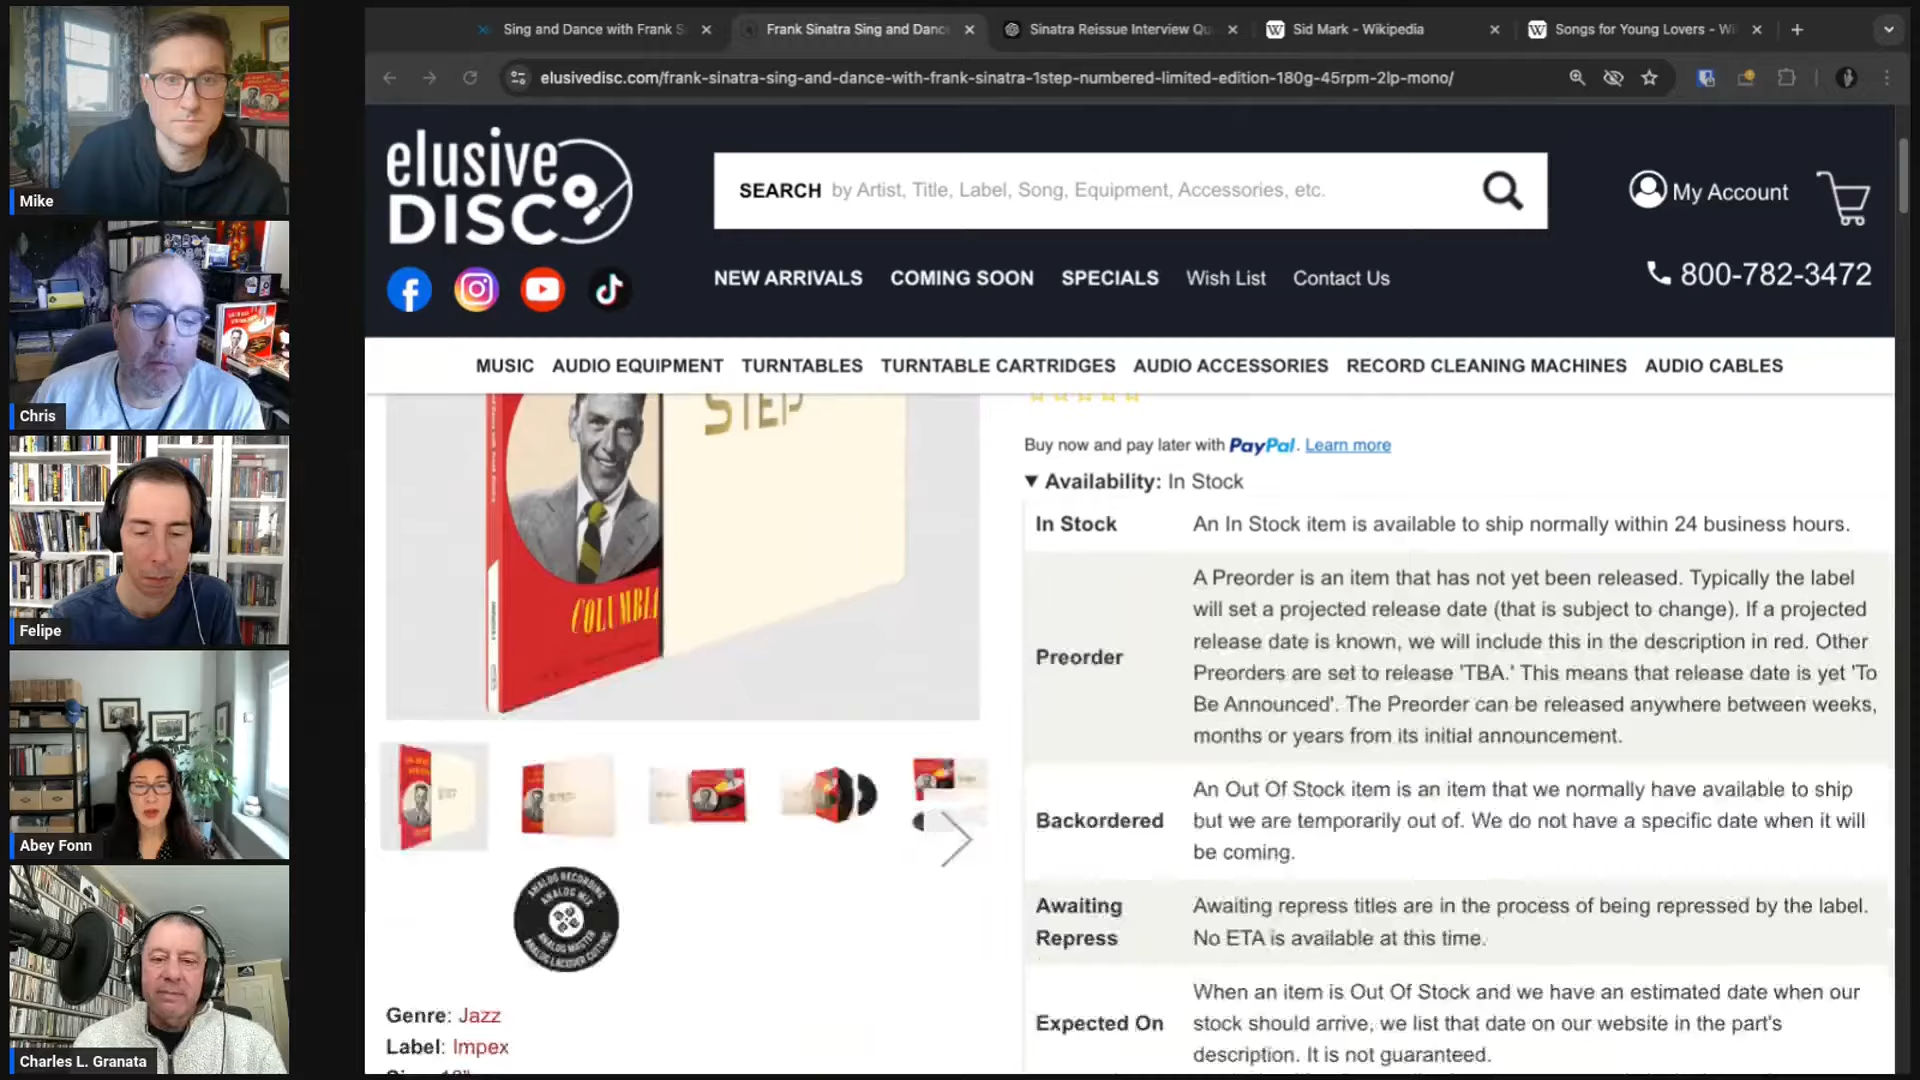 Mike
Chris
Felipe
Abey Fonn
Charles L. Granata
Sing and Dance with Frank S
Frank Sinatra Sing and Danc
Sinatra Reissue Interview Qu
Sid Mark - Wikipedia
Songs for Young Lovers - Wi
elusivedisc.com/frank-sinatra-sing-and-dance-with-frank-sinatra-1step-numbered-limited-edition-180g-45rpm-2lp-mono/
elusive
DISC
SEARCH by Artist, Title, Label, Song, Equipment, Accessories, etc.
My Account
NEW ARRIVALS COMING SOON SPECIALS Wish List Contact Us
800-782-3472
MUSIC AUDIO EQUIPMENT TURNTABLES TURNTABLE CARTRIDGES AUDIO ACCESSORIES RECORD CLEANING MACHINES AUDIO CABLES
STEP
COLUMBIA
Buy now and pay later with PayPal. Learn more
Availability: In Stock
In Stock An In Stock item is available to ship normally within 24 business hours.
Preorder
A Preorder is an item that has not yet been released. Typically the label
will set a projected release date (that is subject to change). If a projected
release date is known, we will include this in the description in red. Other
Preorders are set to release 'TBA.' This means that release date is yet 'To
Be Announced'. The Preorder can be released anywhere between weeks,
months or years from its initial announcement.
Backordered
An Out Of Stock item is an item that we normally have available to ship
but we are temporarily out of. We do not have a specific date when it will
be coming.
Awaiting Repress
Awaiting repress titles are in the process of being repressed by the label.
No ETA is available at this time.
Expected On
When an item is Out Of Stock and we have an estimated date when our
stock should arrive, we list that date on our website in the part's
description. It is not guaranteed.
ANALOG RECORDING
ANALOG MIX
ANALOG MASTER
ANALOG LACQUER CUTTING
Genre: Jazz
Label: Impex